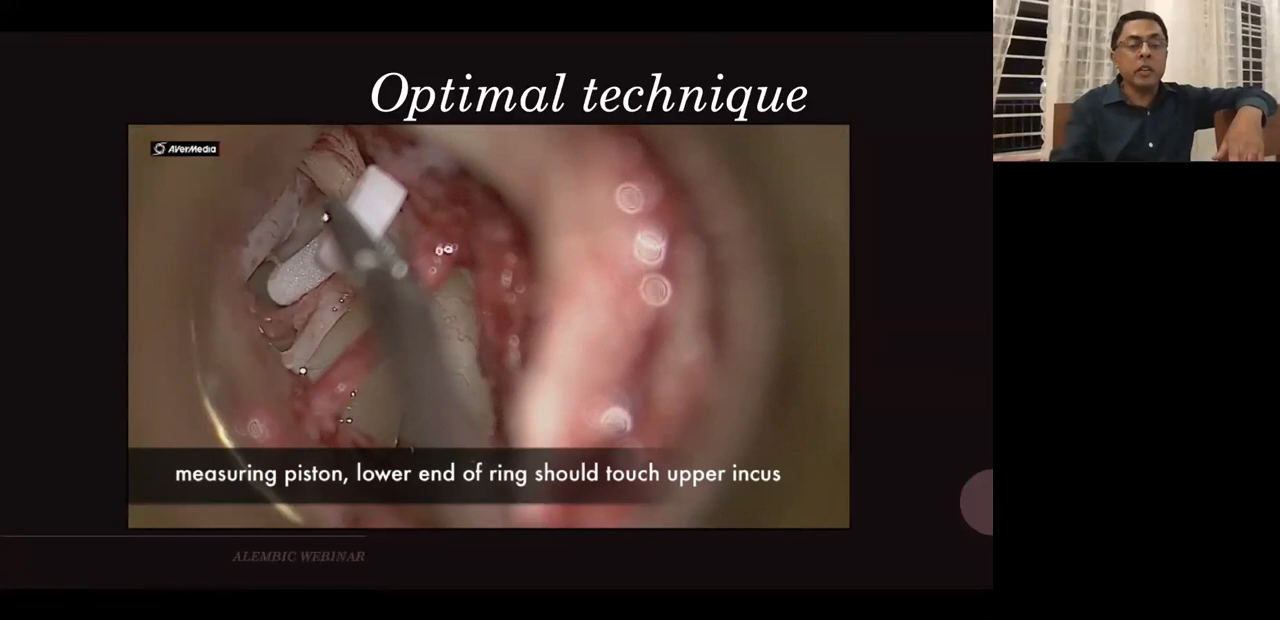 Optimal technique
AVerMedia
measuring piston, lower end of ring should touch upper incus
ALEMBIC WEBINAR